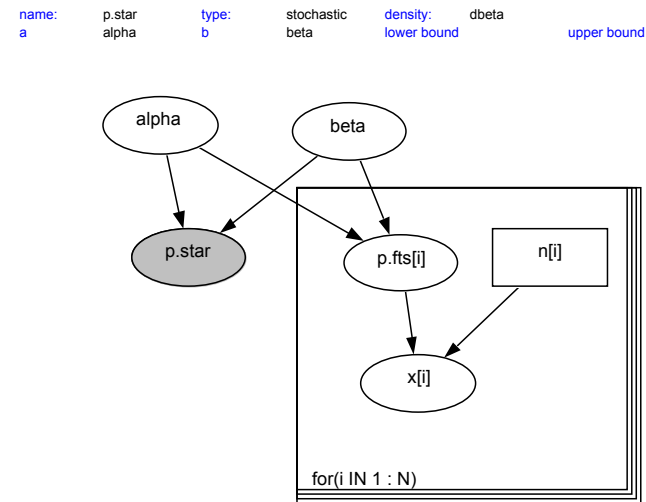 name: p.star type: stochastic density: dbeta
a alpha b beta lower bound upper bound
alpha beta
p.star p.fts[i] n[i]
x[i]
for(i IN 1 : N)